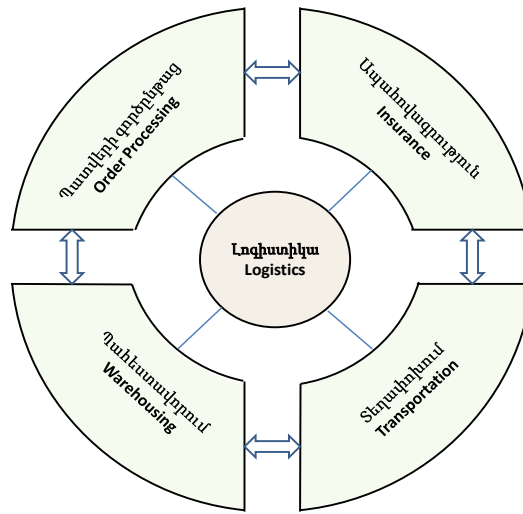 Պատվերի գործընթաց
Order Processing
Ապահովագրություն
Insurance
Լոգիստիկա
Logistics
Պահեստավորում
Warehousing
Տեղափոխում
Transportation